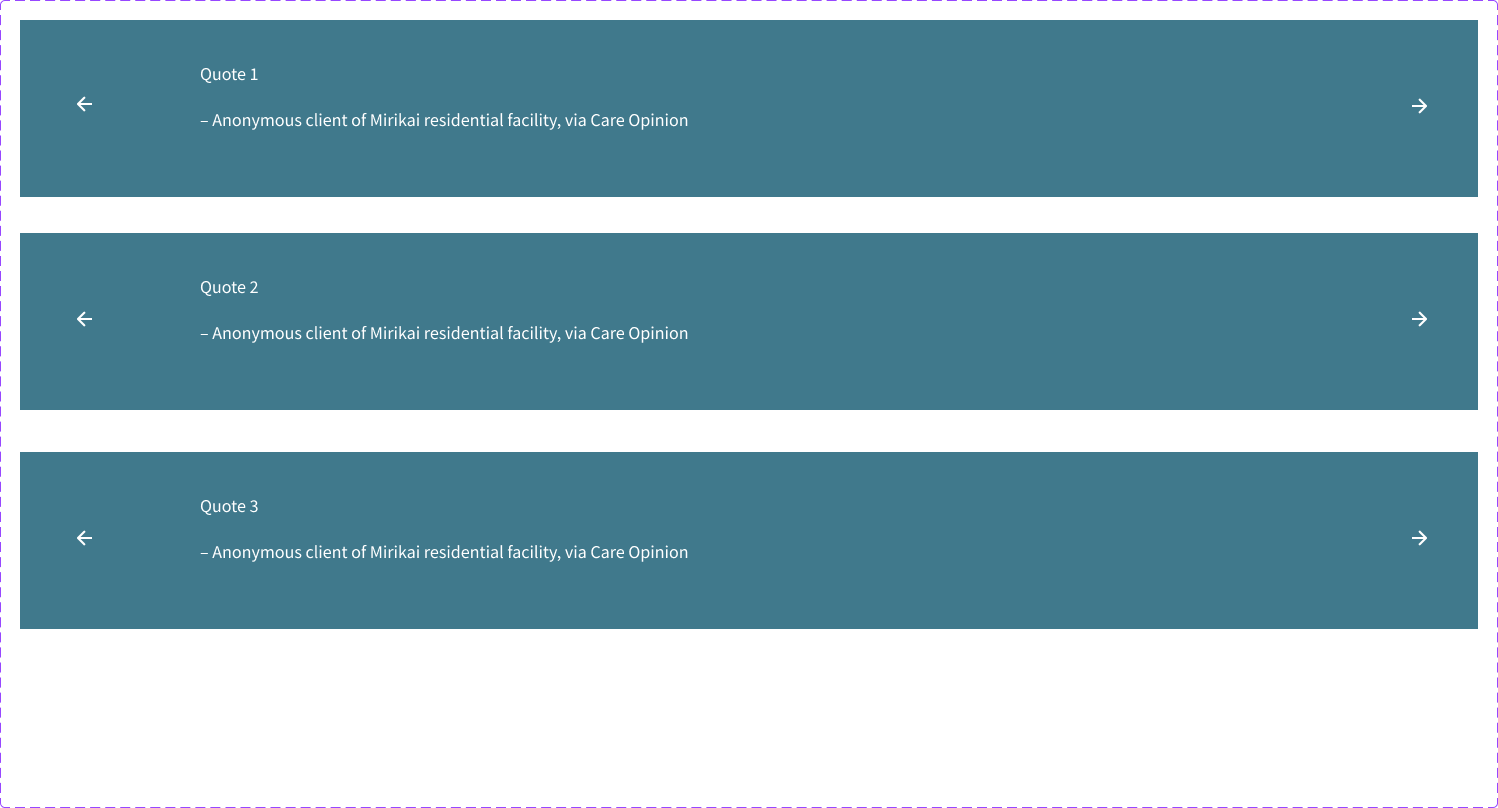 Quote 1
– Anonymous client of Mirikai residential facility, via Care Opinion
Quote 2
– Anonymous client of Mirikai residential facility, via Care Opinion
Quote 3
– Anonymous client of Mirikai residential facility, via Care Opinion